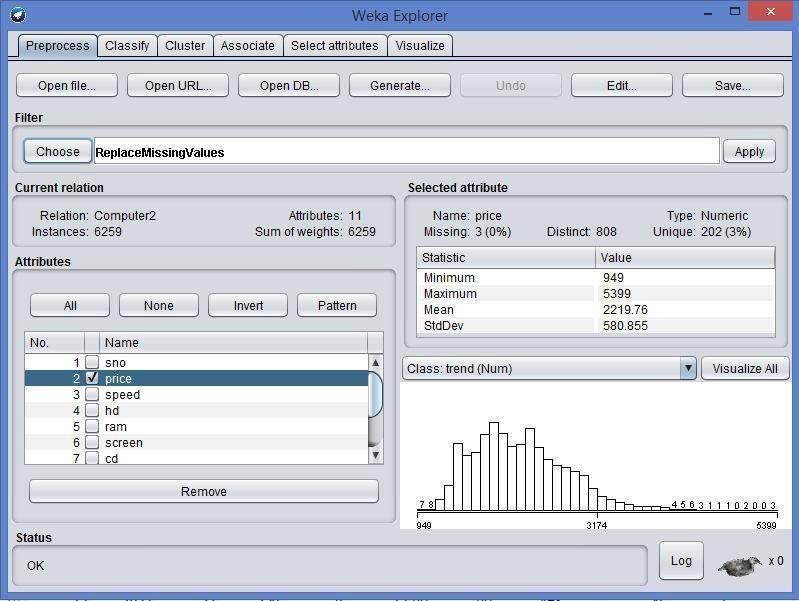 Weka Explorer
Preprocess Classify Cluster Associate Select attributes Visualize
Open file... Open URL... Open DB... Generate... Undo Edit... Save...
Filter
Choose ReplaceMissingValues Apply
Current relation
Relation: Computer2 Attributes: 11
Instances: 6259 Sum of weights: 6259
Attributes
All None Invert Pattern
No. Name
1 sno
2 price
3 speed
4 hd
5 ram
6 screen
7 cd
Remove
Selected attribute
Name: price Type: Numeric
Missing: 3 (0%) Distinct: 808 Unique: 202 (3%)
Statistic Value
Minimum 949
Maximum 5399
Mean 2219.76
StdDev 580.855
Class: trend (Num) Visualize All
7 8 4 5 6 3 1 1 1 0 2 0 0 3
949 3174 5399
Status
OK Log x 0